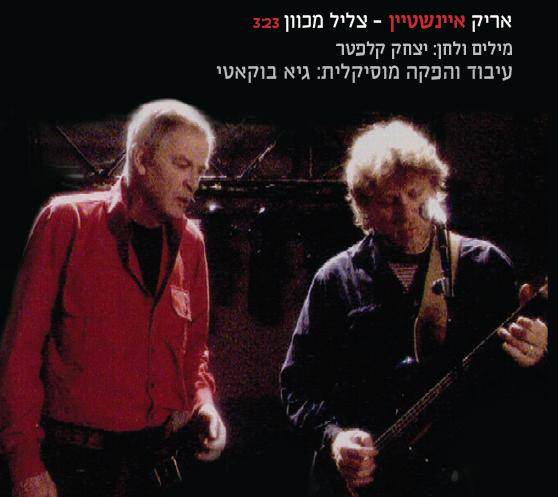 אריק איינשטיין - צליל מכוון 3:23
מילים ולחן: יצחק קלפטר
עיבוד והפקה מוסיקלית: גיא בוקאטי